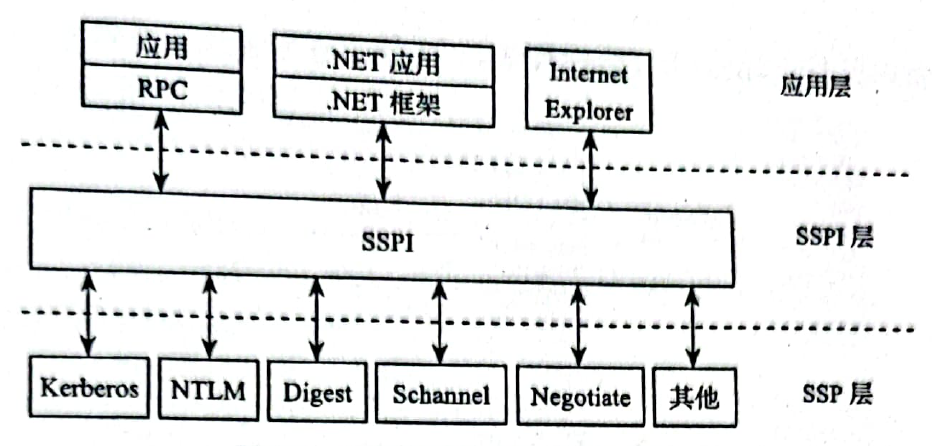 应用
RPC
.NET 应用
.NET 框架
Internet
Explorer
应用层
SSPI
SSPI 层
Kerberos
NTLM
Digest
Schannel
Negotiate
其他
SSP 层